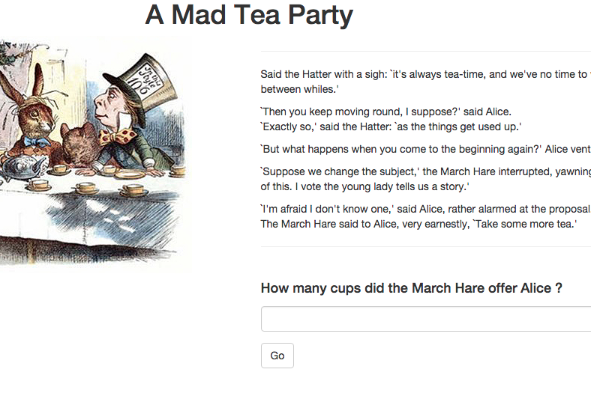 A Mad Tea Party
In this
Style
10/6
Said the Hatter with a sigh: `it's always tea-time, and we've no time to
between whiles.'
`Then you keep moving round, I suppose?' said Alice.
`Exactly so,' said the Hatter: `as the things get used up.'
`But what happens when you come to the beginning again?' Alice vent
`Suppose we change the subject,' the March Hare interrupted, yawning
of this. I vote the young lady tells us a story.'
`I'm afraid I don't know one,' said Alice, rather alarmed at the proposal
The March Hare said to Alice, very earnestly, `Take some more tea.'
How many cups did the March Hare offer Alice ?
Go